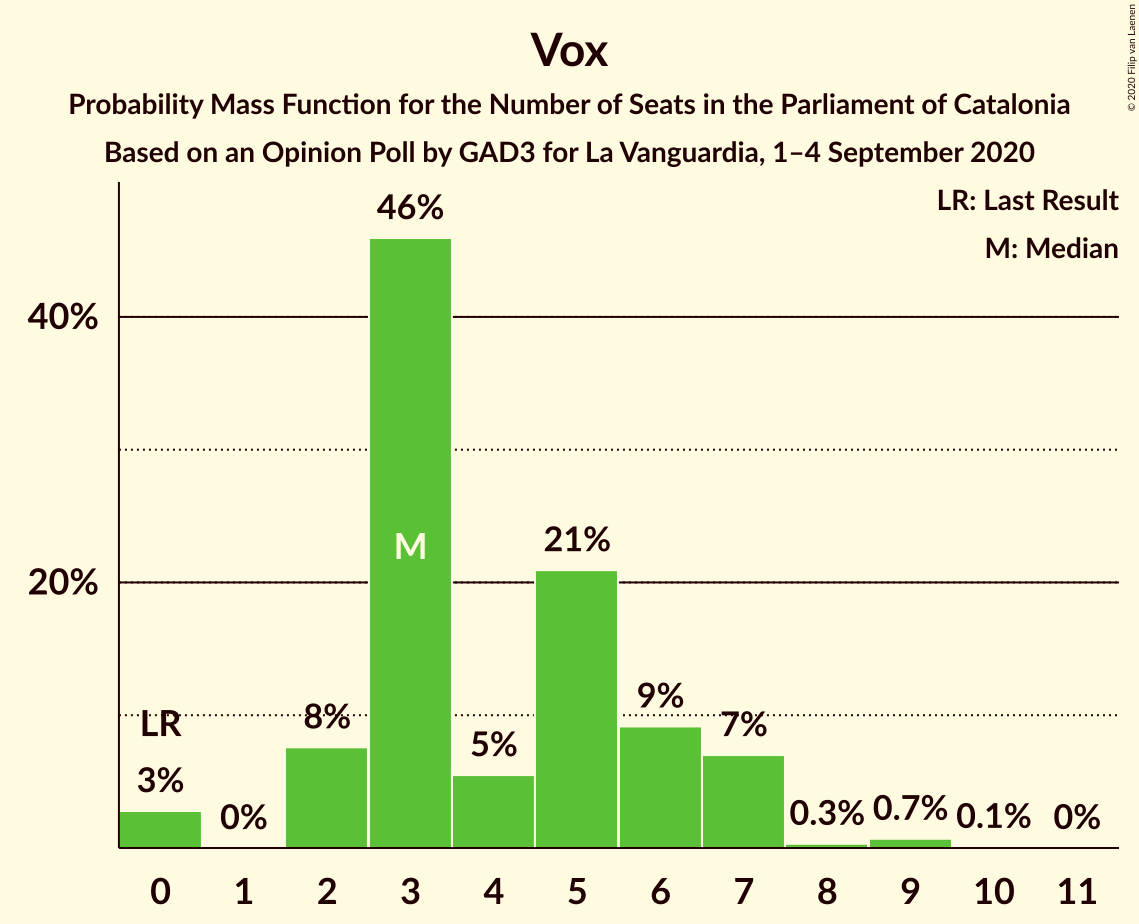 Vox
Probability Mass Function for the Number of Seats in the Parliament of Catalonia
Based on an Opinion Poll by GAD3 for La Vanguardia, 1–4 September 2020
© 2020 Filip van Laenen
LR: Last Result
M: Median
46%
40%
M
21%
20%
9%
LR
8%
7%
5%
3%
0%
0.3%
0.7%
0.1%
0%
0 1 2 3 4 5 6 7 8 9 10 11